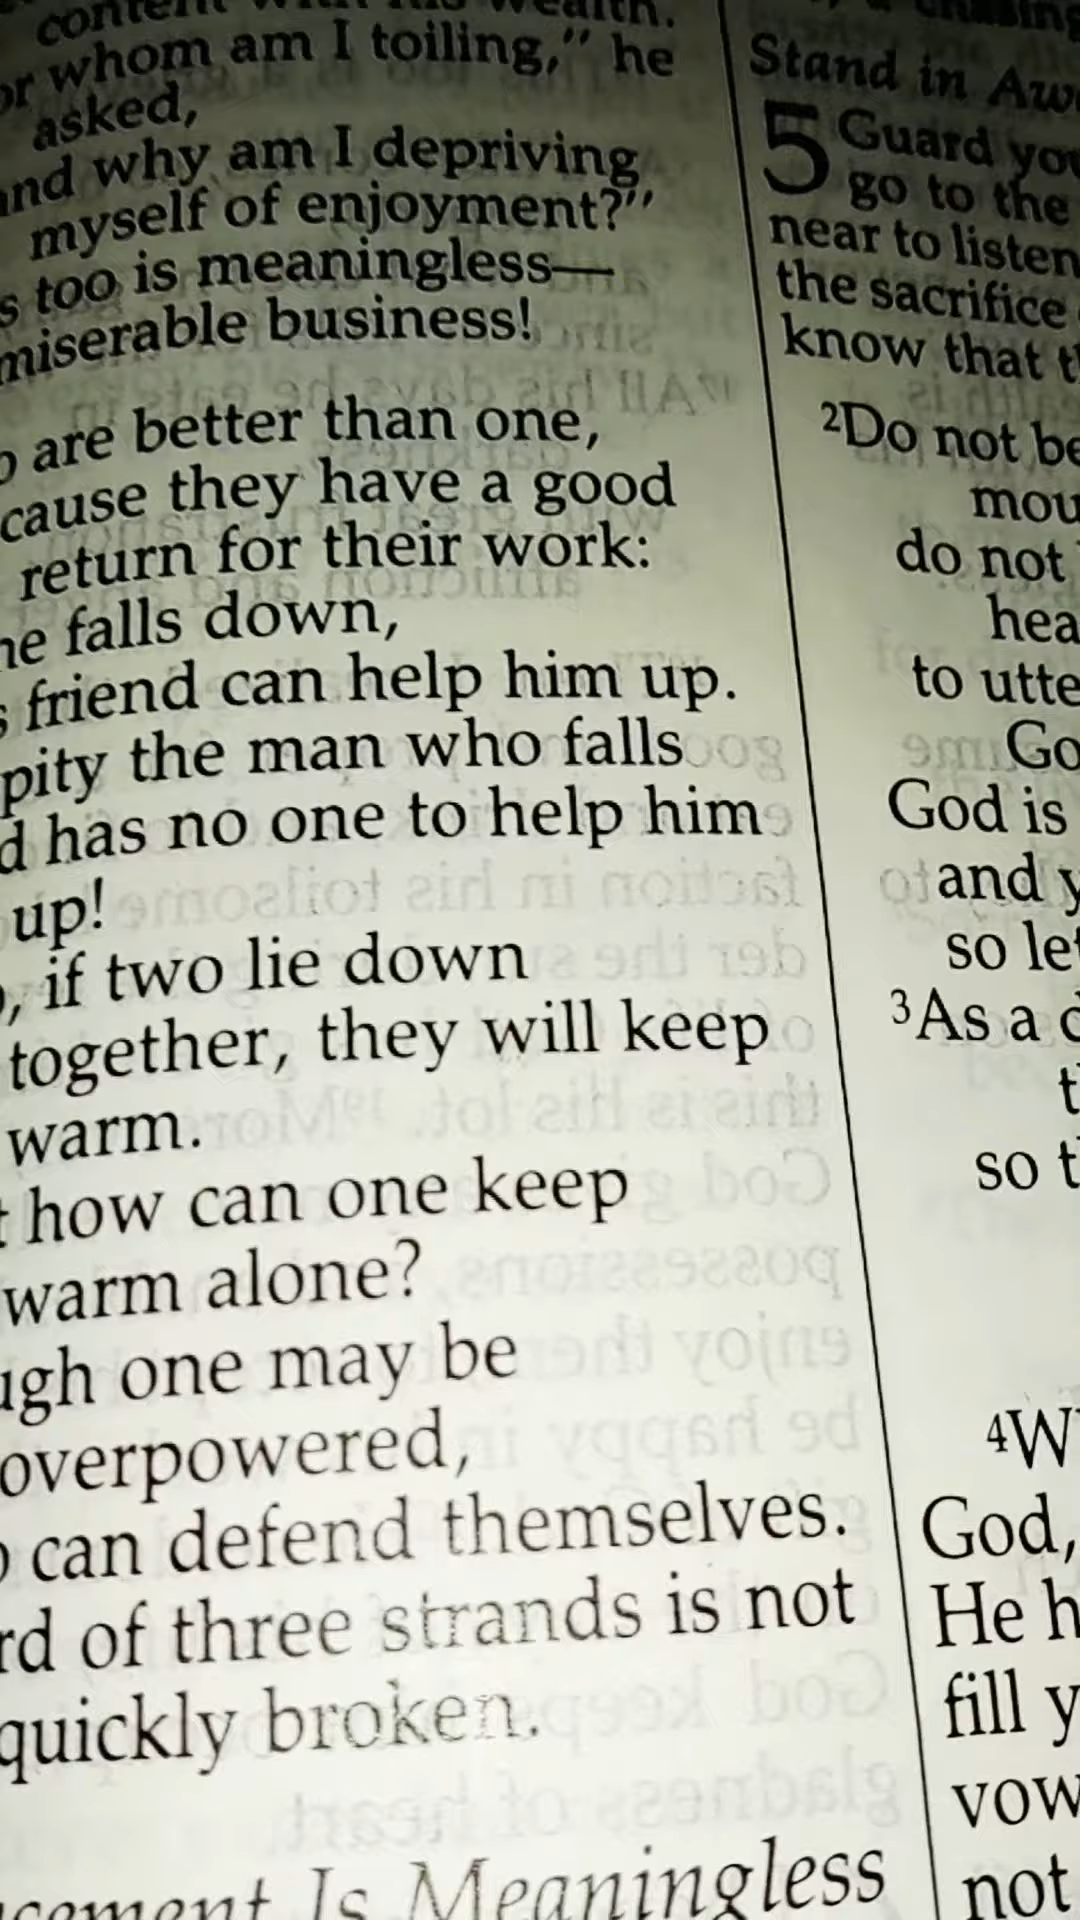 content with his wealth.
or whom am I toiling," he
asked,
nd why am I depriving
myself of enjoyment?"
s too is meaningless—
miserable business!
o are better than one,
cause they have a good
return for their work:
ne falls down,
s friend can help him up.
pity the man who falls
d has no one to help him
up!
o, if two lie down
together, they will keep
warm.
t how can one keep
warm alone?
ugh one may be
overpowered,
o can defend themselves.
rd of three strands is not
quickly broken.
cement Is Meaningless
chasing
Stand in Aw
5 Guard you
go to the
near to listen
the sacrifice
know that t
2Do not be
mou
do not
hea
to utte
Go
God is
and y
so let
3As a d
t
so t
4W
God,
He h
fill y
vow
not